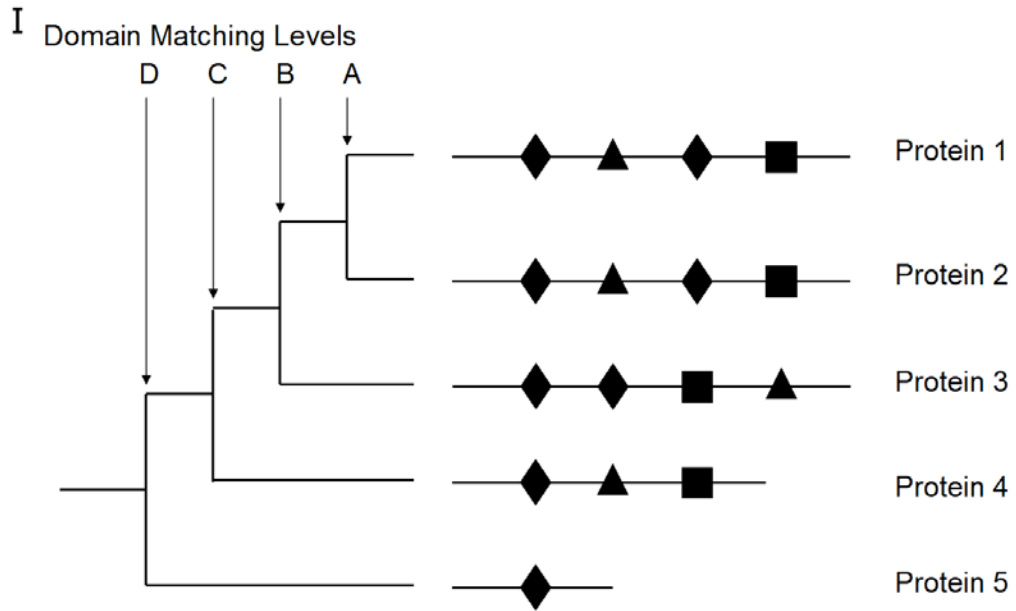 I
Domain Matching Levels
D C B A
Protein 1
Protein 2
Protein 3
Protein 4
Protein 5